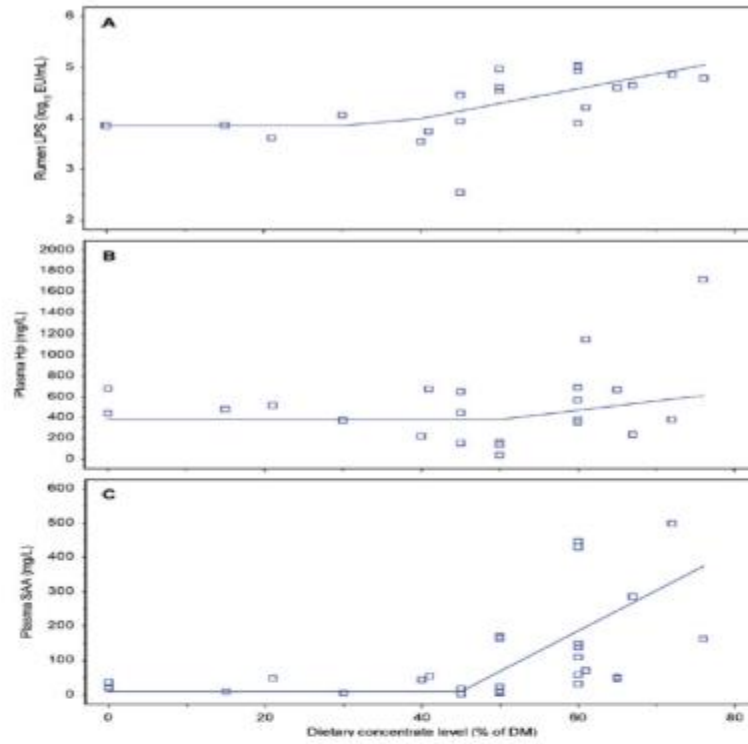 A
Rumen LPS (log₁₀ EU/mL)
6
5
4
3
2
B
Plasma Hp (mg/L)
2000
1800
1600
1400
1200
1000
800
600
400
200
0
C
Plasma SAA (mg/L)
600
500
400
300
200
100
0
0 20 40 60 80
Dietary concentrate level (% of DM)